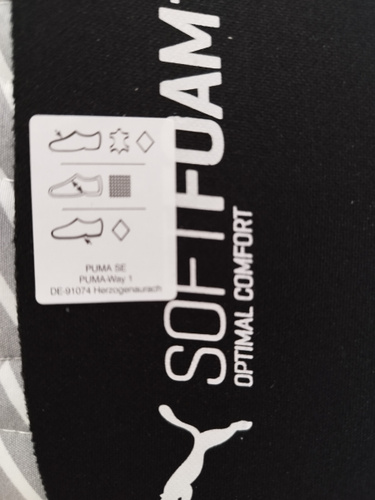 PUMA SE
PUMA-Way 1
DE-91074 Herzogenaurach
SOFTFOAM
OPTIMAL COMFORT